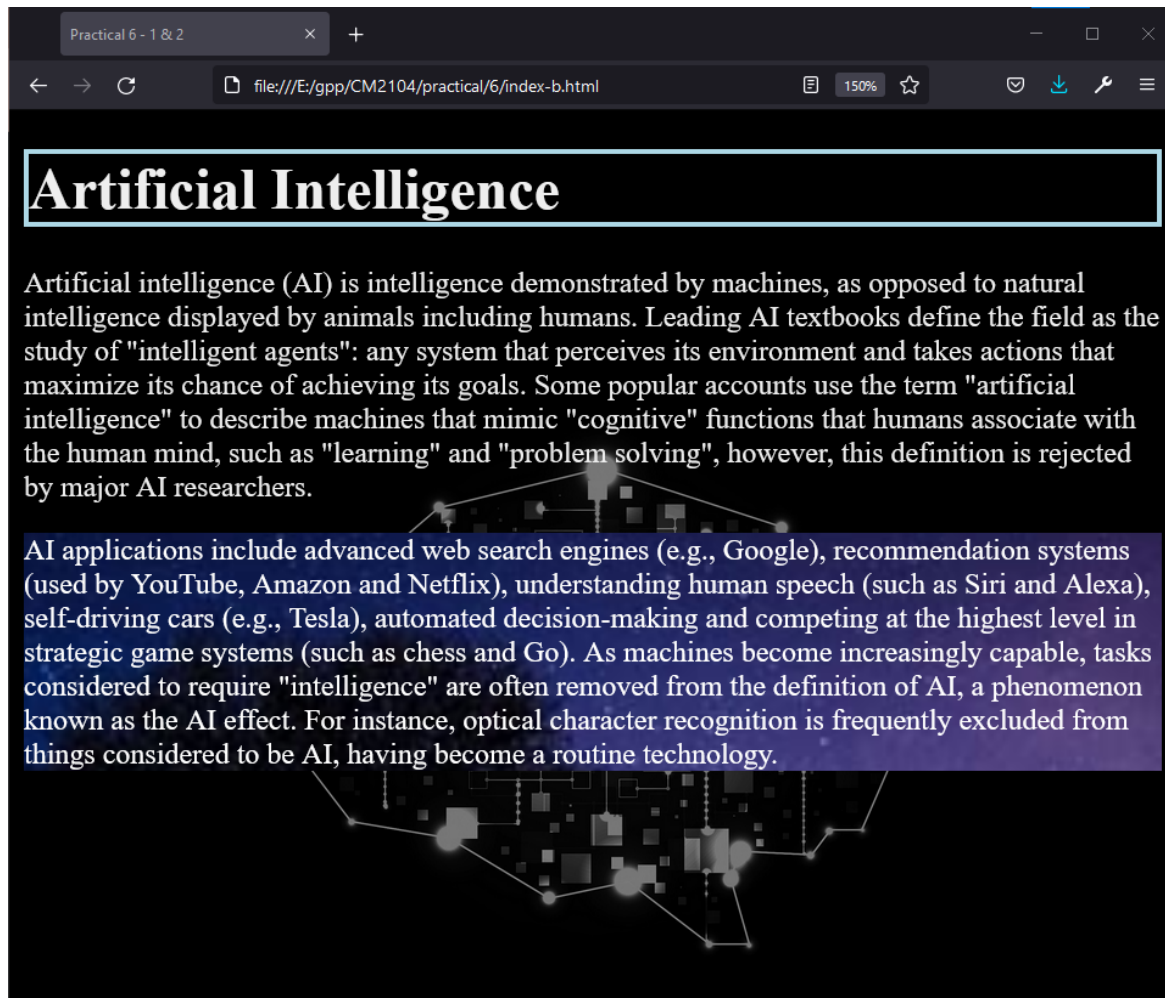 Practical 6 - 1 & 2
file:///E:/gpp/CM2104/practical/6/index-b.html
150%
Artificial Intelligence
Artificial intelligence (AI) is intelligence demonstrated by machines, as opposed to natural
intelligence displayed by animals including humans. Leading AI textbooks define the field as the
study of "intelligent agents": any system that perceives its environment and takes actions that
maximize its chance of achieving its goals. Some popular accounts use the term "artificial
intelligence" to describe machines that mimic "cognitive" functions that humans associate with
the human mind, such as "learning" and "problem solving", however, this definition is rejected
by major AI researchers.
AI applications include advanced web search engines (e.g., Google), recommendation systems
(used by YouTube, Amazon and Netflix), understanding human speech (such as Siri and Alexa),
self-driving cars (e.g., Tesla), automated decision-making and competing at the highest level in
strategic game systems (such as chess and Go). As machines become increasingly capable, tasks
considered to require "intelligence" are often removed from the definition of AI, a phenomenon
known as the AI effect. For instance, optical character recognition is frequently excluded from
things considered to be AI, having become a routine technology.